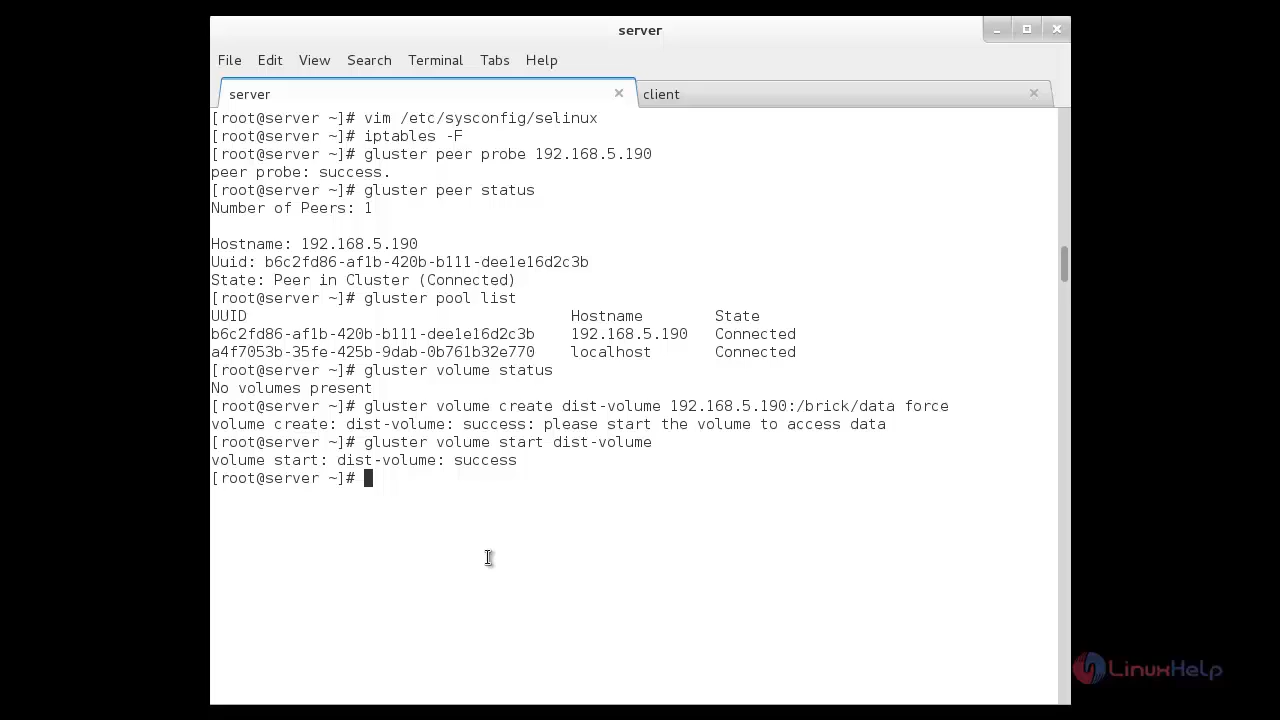 server
File Edit View Search Terminal Tabs Help
server client
[root@server ~]# vim /etc/sysconfig/selinux
[root@server ~]# iptables -F
[root@server ~]# gluster peer probe 192.168.5.190
peer probe: success.
[root@server ~]# gluster peer status
Number of Peers: 1
Hostname: 192.168.5.190
Uuid: b6c2fd86-af1b-420b-b111-dee1e16d2c3b
State: Peer in Cluster (Connected)
[root@server ~]# gluster pool list
UUID Hostname State
b6c2fd86-af1b-420b-b111-dee1e16d2c3b 192.168.5.190 Connected
a4f7053b-35fe-425b-9dab-0b761b32e770 localhost Connected
[root@server ~]# gluster volume status
No volumes present
[root@server ~]# gluster volume create dist-volume 192.168.5.190:/brick/data force
volume create: dist-volume: success: please start the volume to access data
[root@server ~]# gluster volume start dist-volume
volume start: dist-volume: success
[root@server ~]#
LinuxHelp